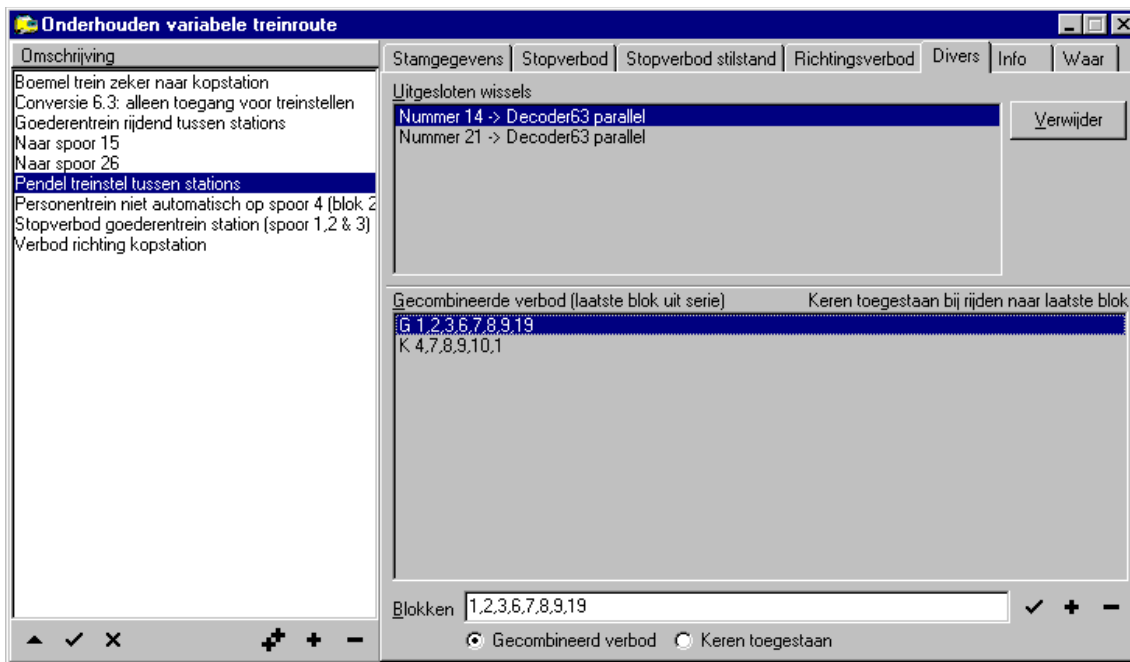 Onderhouden variabele treinroute
Omschrijving
Boemel trein zeker naar kopstation
Conversie 6.3: alleen toegang voor treinstellen
Goederentrein rijdend tussen stations
Naar spoor 15
Naar spoor 26
Pendel treinstel tussen stations
Personentrein niet automatisch op spoor 4 (blok 2
Stopverbod goederentrein station (spoor 1,2 & 3)
Verbod richting kopstation
Stamgegevens Stopverbod Stopverbod stilstand Richtingsverbod Divers Info Waar
Uitgesloten wissels
Nummer 14 -> Decoder63 parallel
Nummer 21 -> Decoder63 parallel
Verwijder
Gecombineerde verbod (laatste blok uit serie) Keren toegestaan bij rijden naar laatste blok
G 1,2,3,6,7,8,9,19
K 4,7,8,9,10,1
Blokken 1,2,3,6,7,8,9,19
Gecombineerd verbod Keren toegestaan